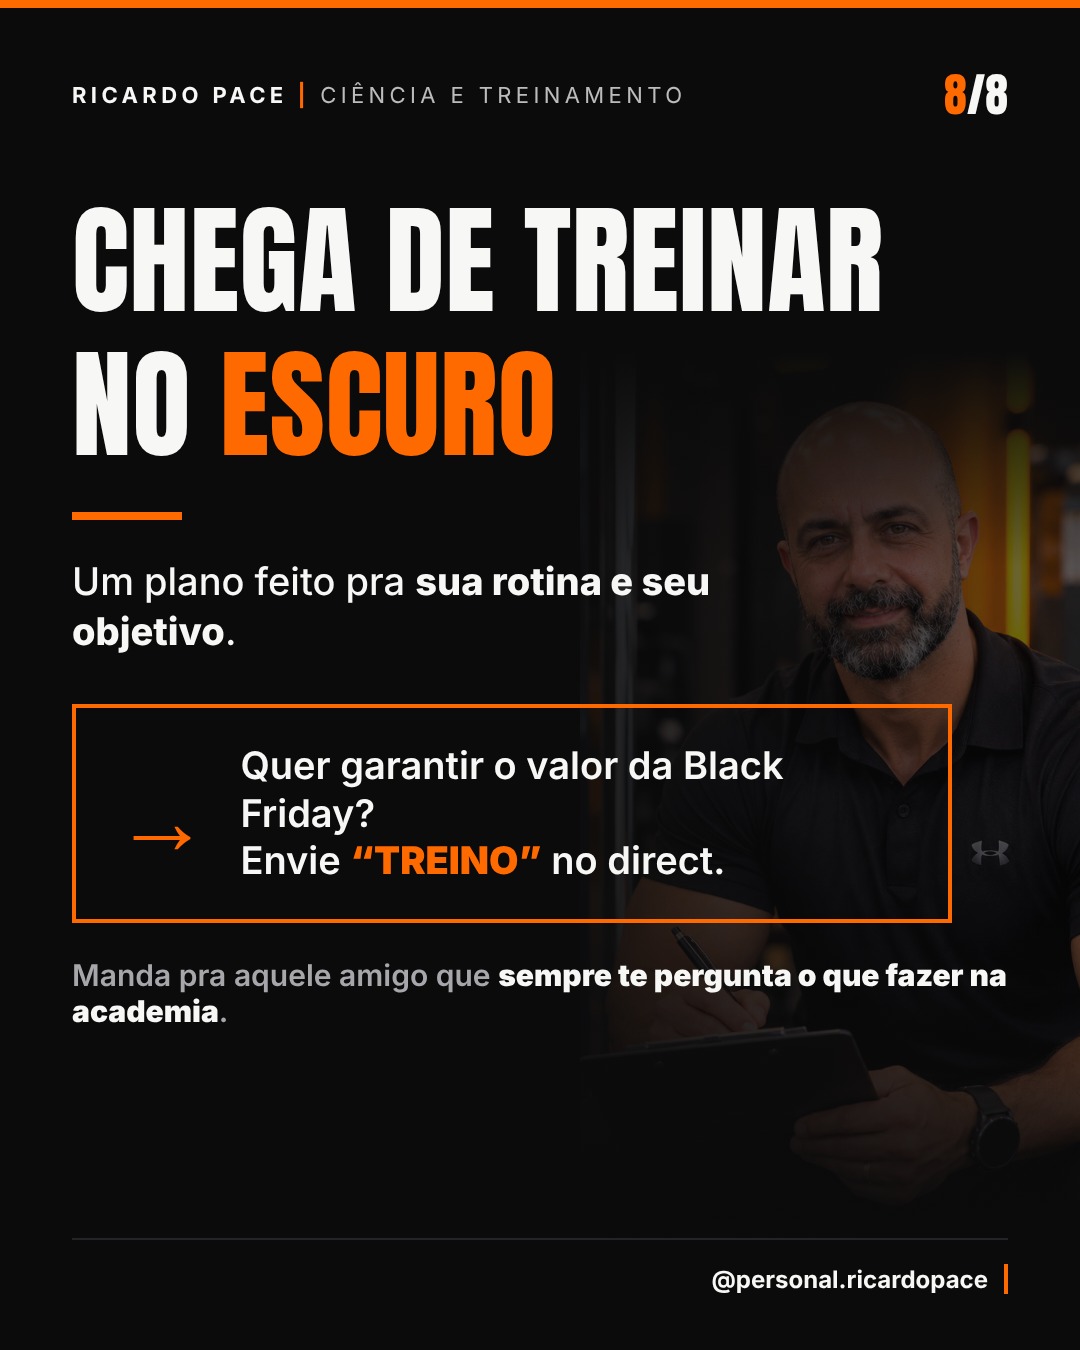 RICARDO PACE | CIÊNCIA E TREINAMENTO
8/8
CHEGA DE TREINAR
NO ESCURO
Um plano feito pra sua rotina e seu
objetivo.
Quer garantir o valor da Black
Friday?
→ Envie “TREINO” no direct.
Manda pra aquele amigo que sempre te pergunta o que fazer na
academia.
@personal.ricardopace